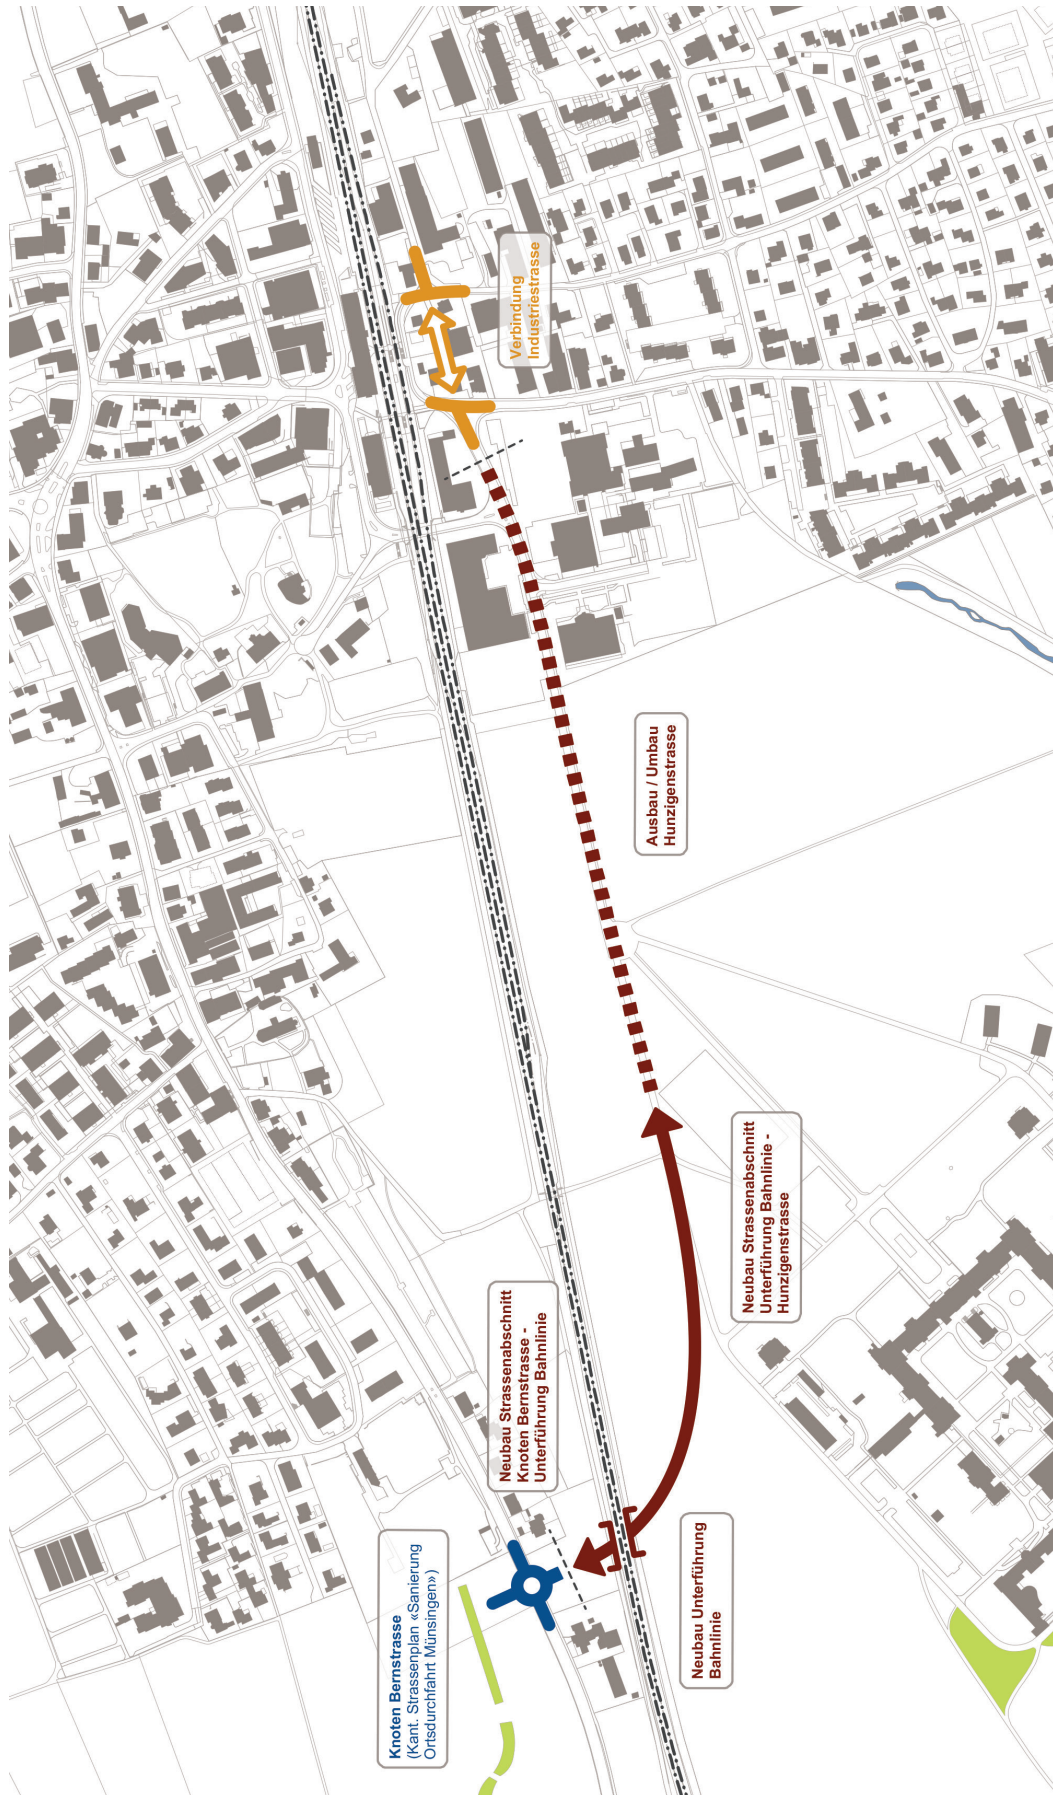 Knoten Bernstrasse
(Kant. Strassenplan «Sanierung
Ortsdurchfahrt Münsingen»)
Neubau Strassenabschnitt
Knoten Bernstrasse -
Unterführung Bahnlinie
Neubau Unterführung
Bahnlinie
Neubau Strassenabschnitt
Unterführung Bahnlinie -
Hunzigenstrasse
Ausbau / Umbau
Hunzigenstrasse
Verbindung
Industriestrasse